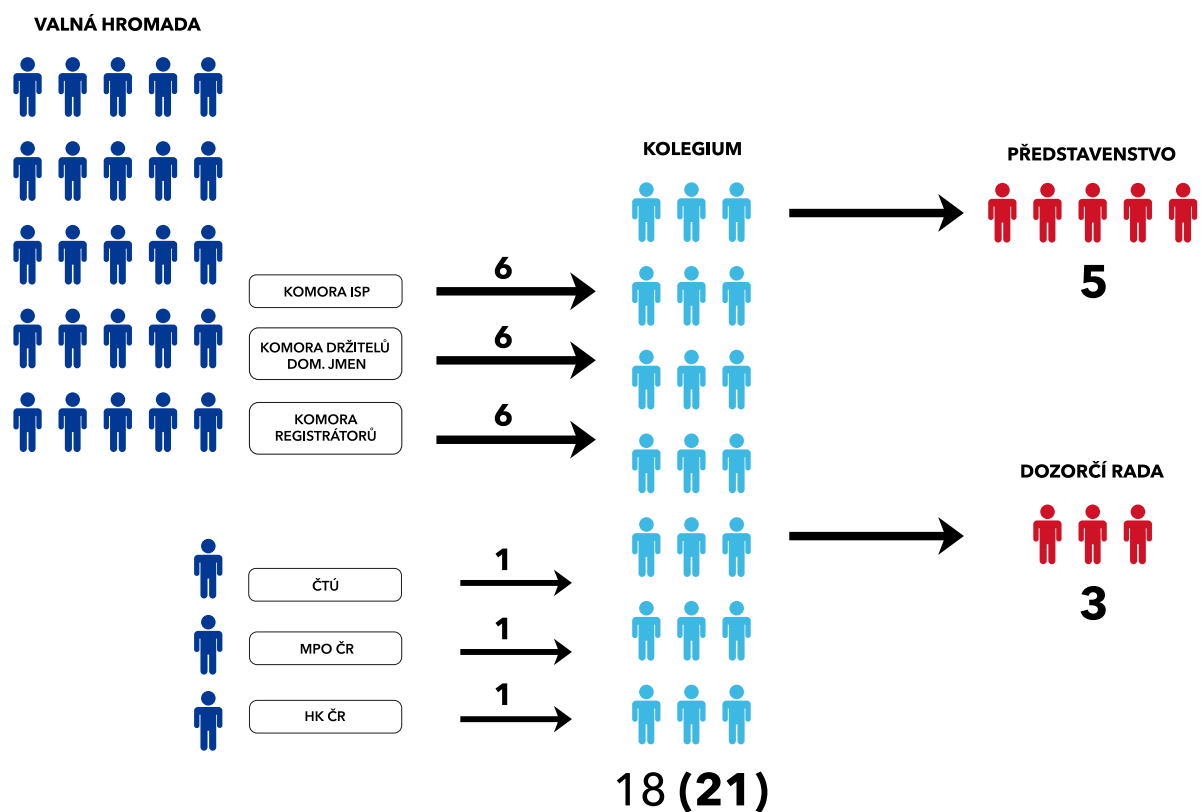 VALNÁ HROMADA
KOMORA ISP
6
KOMORA DRŽITELŮ
DOM. JMEN
6
KOMORA
REGISTRÁTORŮ
6
ČTÚ
1
MPO ČR
1
HK ČR
1
KOLEGIUM
18 (21)
PŘEDSTAVENSTVO
5
DOZORČÍ RADA
3